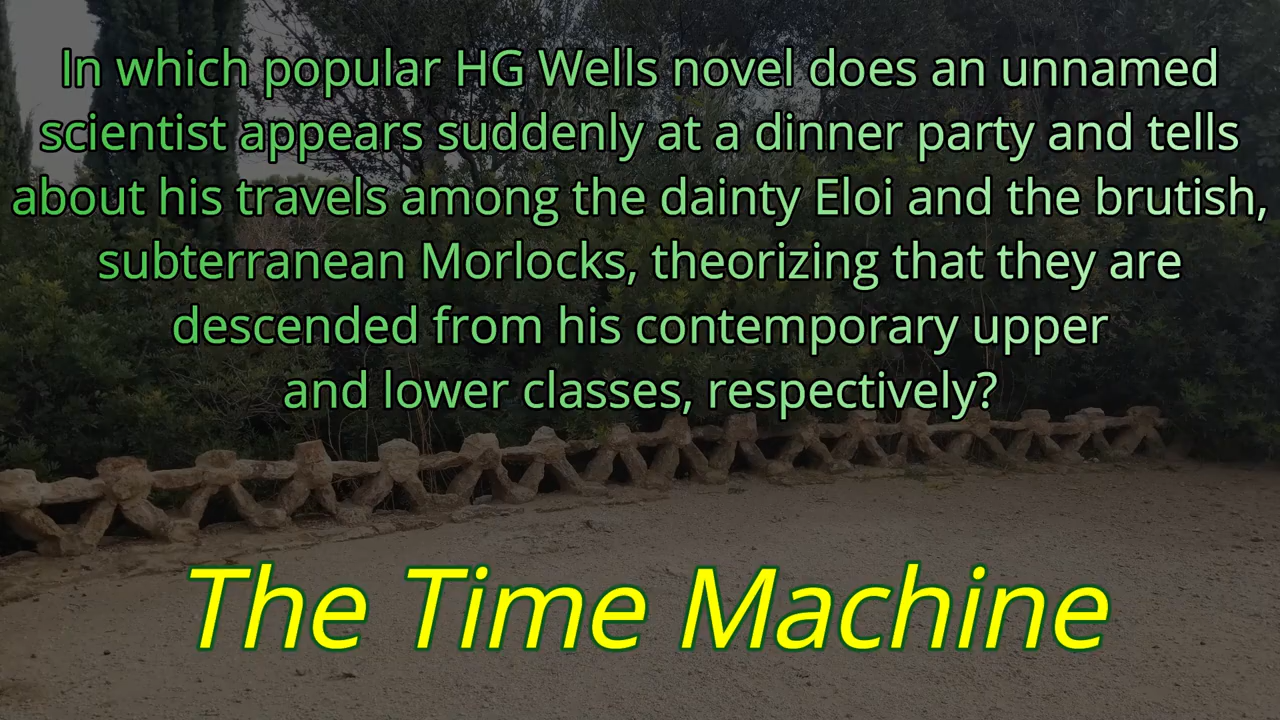 In which popular HG Wells novel does an unnamed
scientist appears suddenly at a dinner party and tells
about his travels among the dainty Eloi and the brutish,
subterranean Morlocks, theorizing that they are
descended from his contemporary upper
and lower classes, respectively?
The Time Machine